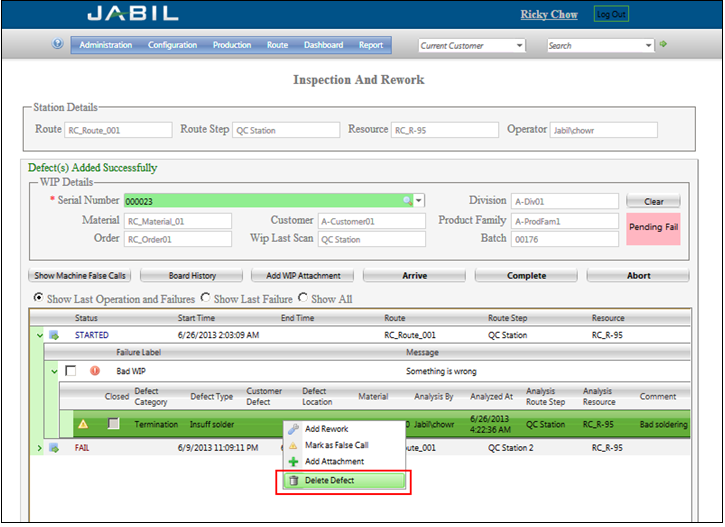 JABIL
Ricky Chow
Log Out
Administration Configuration Production Route Dashboard Report
Current Customer
Search
Inspection And Rework
Station Details
Route RC_Route_001 Route Step QC Station Resource RC_R-95 Operator Jabil\chowr
Defect(s) Added Successfully
WIP Details
* Serial Number 000023 Division A-Div01 Clear
Material RC_Material_01 Customer A-Customer01 Product Family A-ProdFam1 Pending Fail
Order RC_Order01 Wip Last Scan QC Station Batch 00176
Show Machine False Calls Board History Add WIP Attachment Arrive Complete Abort
Show Last Operation and Failures Show Last Failure Show All
Status Start Time End Time Route Route Step Resource
STARTED 6/26/2013 2:03:09 AM RC_Route_001 QC Station RC_R-95
Failure Label Message
Bad WIP Something is wrong
Closed Defect Category Defect Type Customer Defect Defect Location Material Analysis By Analyzed At Analysis Route Step Analysis Resource Comment
Termination Insuff solder Jabil\chowr 6/26/2013 4:22:36 AM QC Station RC_R-95 Bad soldering
FAIL 6/9/2013 11:09:11 PM ute_001 QC Station 2 RC_R-95
Add Rework
Mark as False Call
Add Attachment
Delete Defect